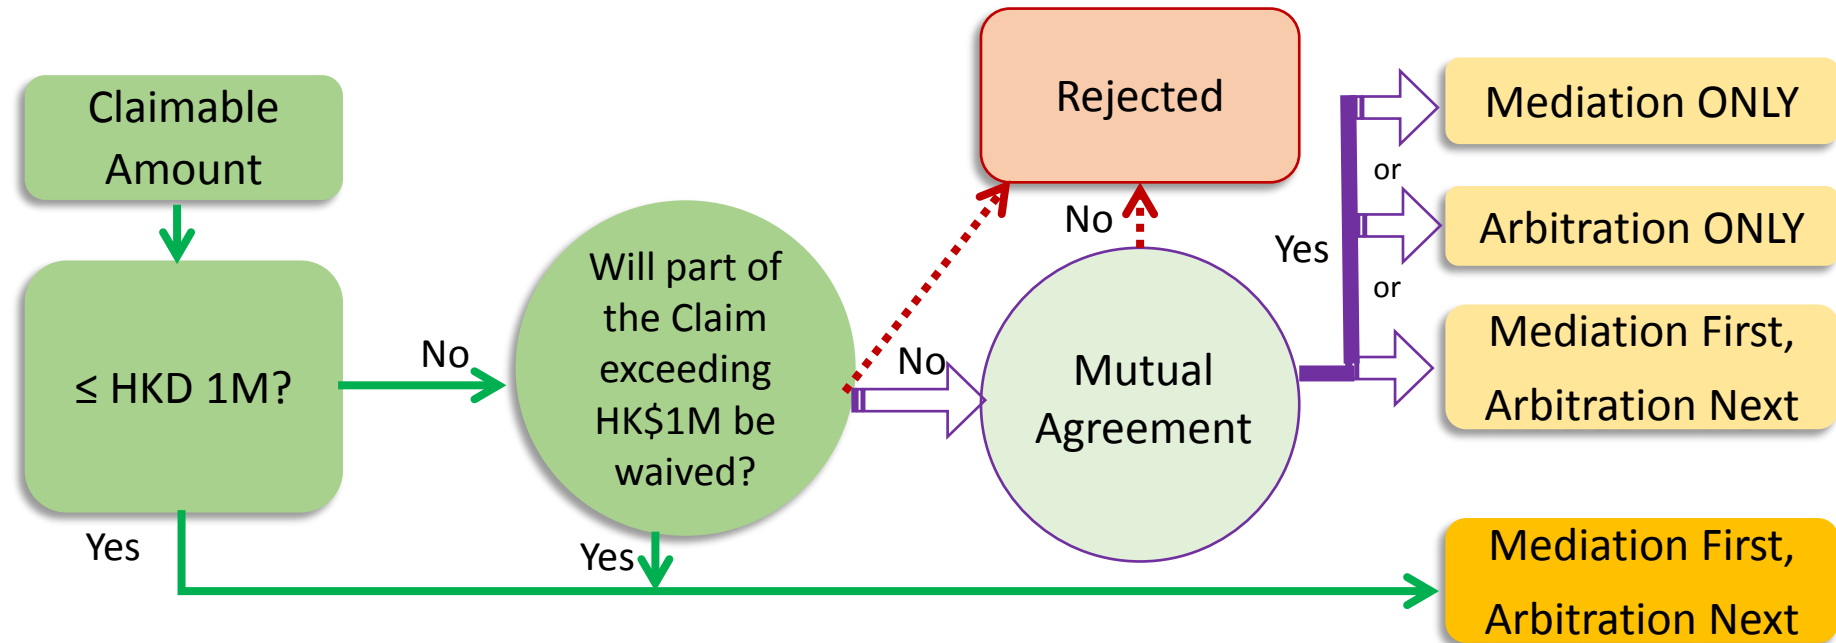 Claimable
Amount
≤ HKD 1M?
Yes
No
Will part of
the Claim
exceeding
HK$1M be
waived?
Yes
No
Rejected
No
Mutual
Agreement
Yes
Mediation ONLY
or
Arbitration ONLY
or
Mediation First,
Arbitration Next
Mediation First,
Arbitration Next